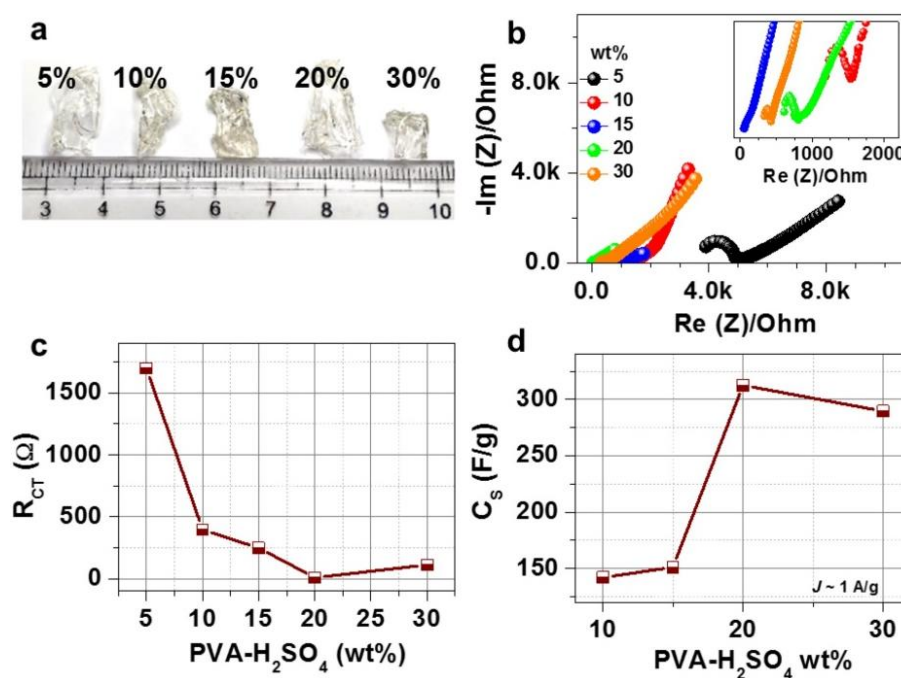 a
5% 10% 15% 20% 30%
3 4 5 6 7 8 9 10
b
wt%
5
10
15
20
30
-Im (Z)/Ohm
8.0k
4.0k
0.0
0.0 4.0k 8.0k
Re (Z)/Ohm
0 1000 2000
Re (Z)/Ohm
c
R_CT (Ω)
1500
1000
500
0
5 10 15 20 25 30
PVA-H₂SO₄ (wt%)
d
C_S (F/g)
300
250
200
150
J ~ 1 A/g
10 15 20 25 30
PVA-H₂SO₄ wt%